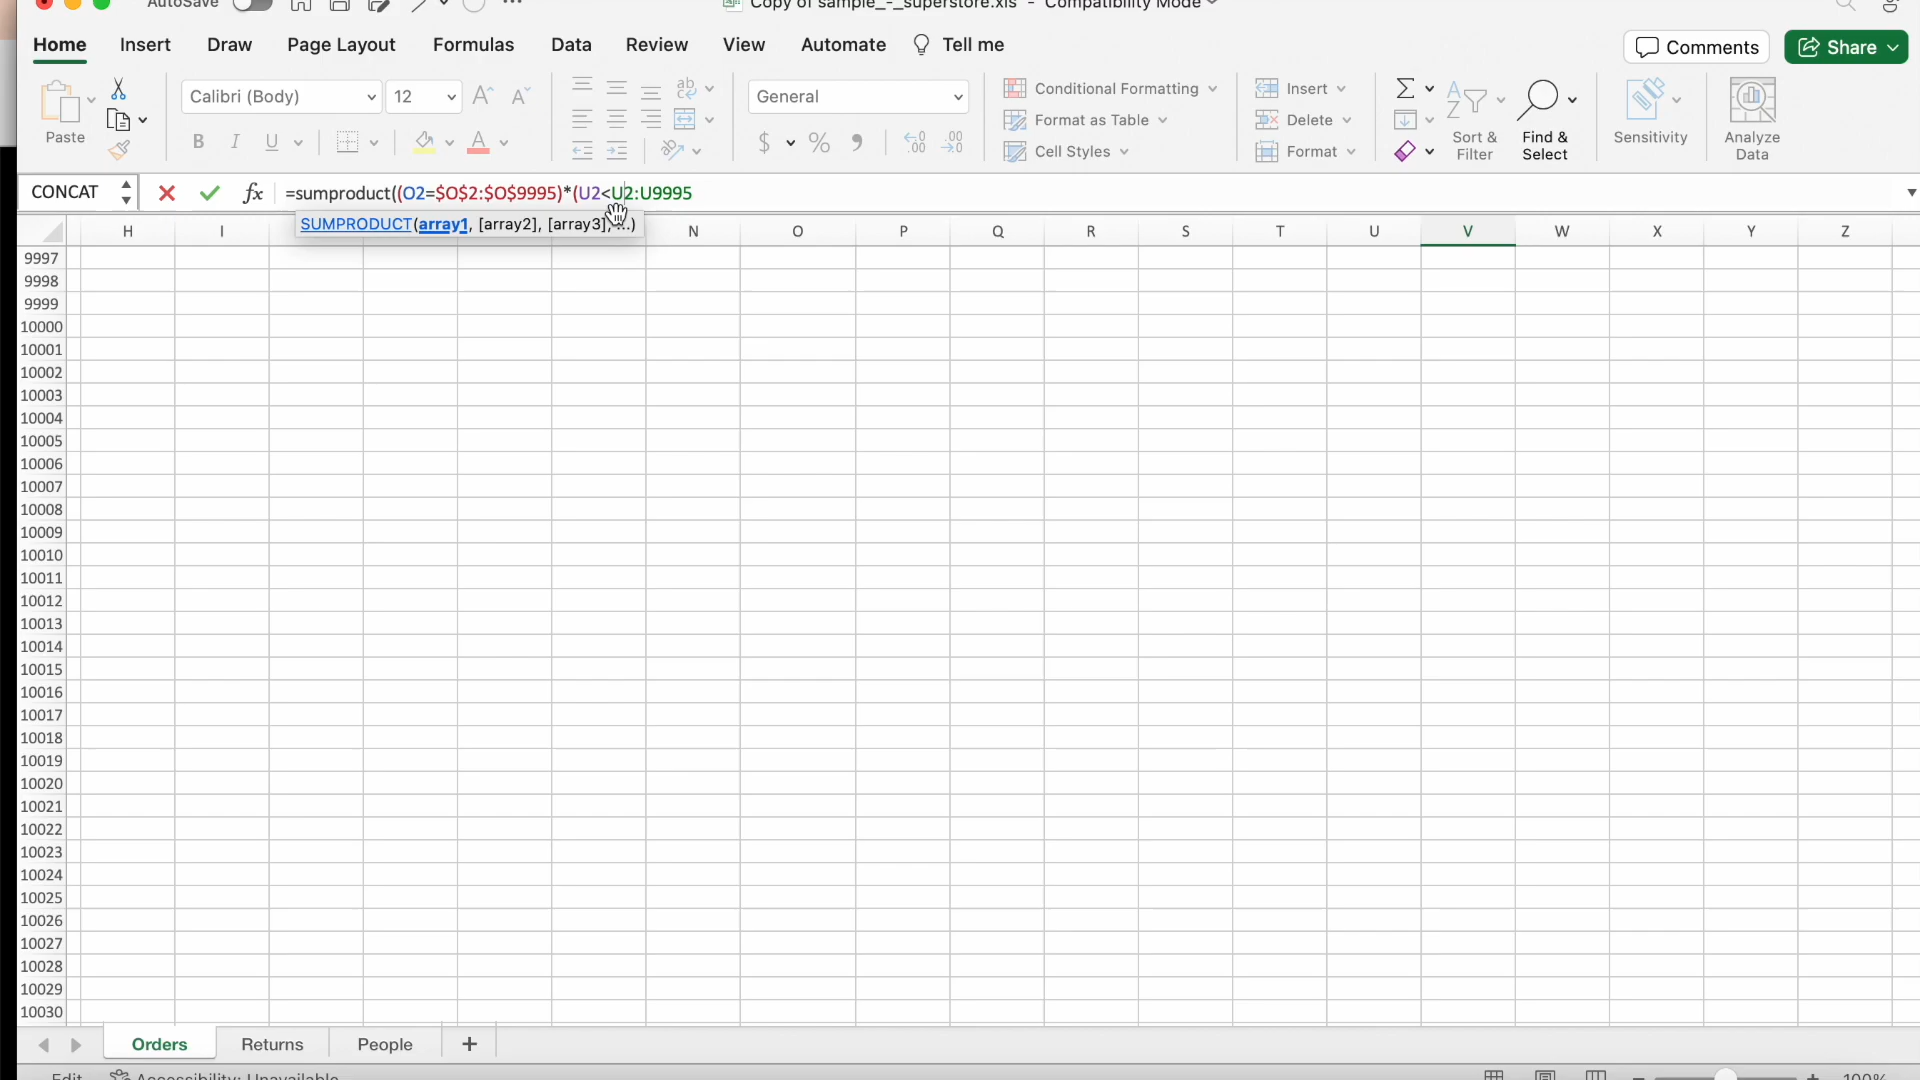 AutoSave
Copy of sample_-_superstore.xls - Compatibility Mode
Home Insert Draw Page Layout Formulas Data Review View Automate Tell me
Comments Share
Paste
Calibri (Body) 12
B I U A
General
$ %
Conditional Formatting
Format as Table
Cell Styles
Insert
Delete
Format
Sort & Filter
Find & Select
Sensitivity
Analyze Data
CONCAT fx =sumproduct((O2=$O$2:$O$9995)*(U2<U2:U9995
SUMPRODUCT(array1, [array2], [array3], ...)
H I N O P Q R S T U V W X Y Z
9997
9998
9999
10000
10001
10002
10003
10004
10005
10006
10007
10008
10009
10010
10011
10012
10013
10014
10015
10016
10017
10018
10019
10020
10021
10022
10023
10024
10025
10026
10027
10028
10029
10030
Orders Returns People +
Edit Accessibility: Unavailable 100%